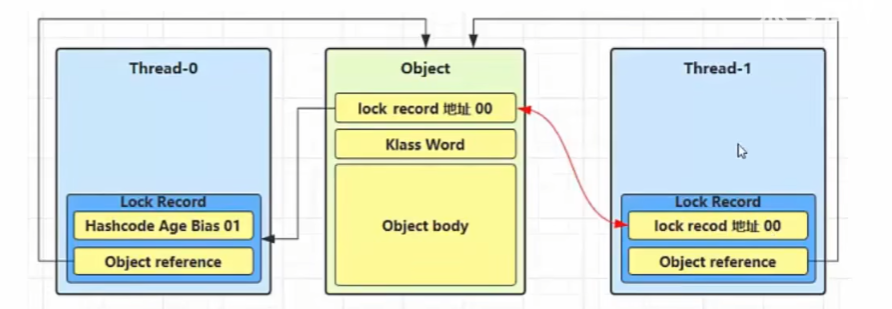 Thread-0
Lock Record
Hashcode Age Bias 01
Object reference
Object
lock record 地址 00
Klass Word
Object body
Thread-1
Lock Record
lock recod 地址 00
Object reference